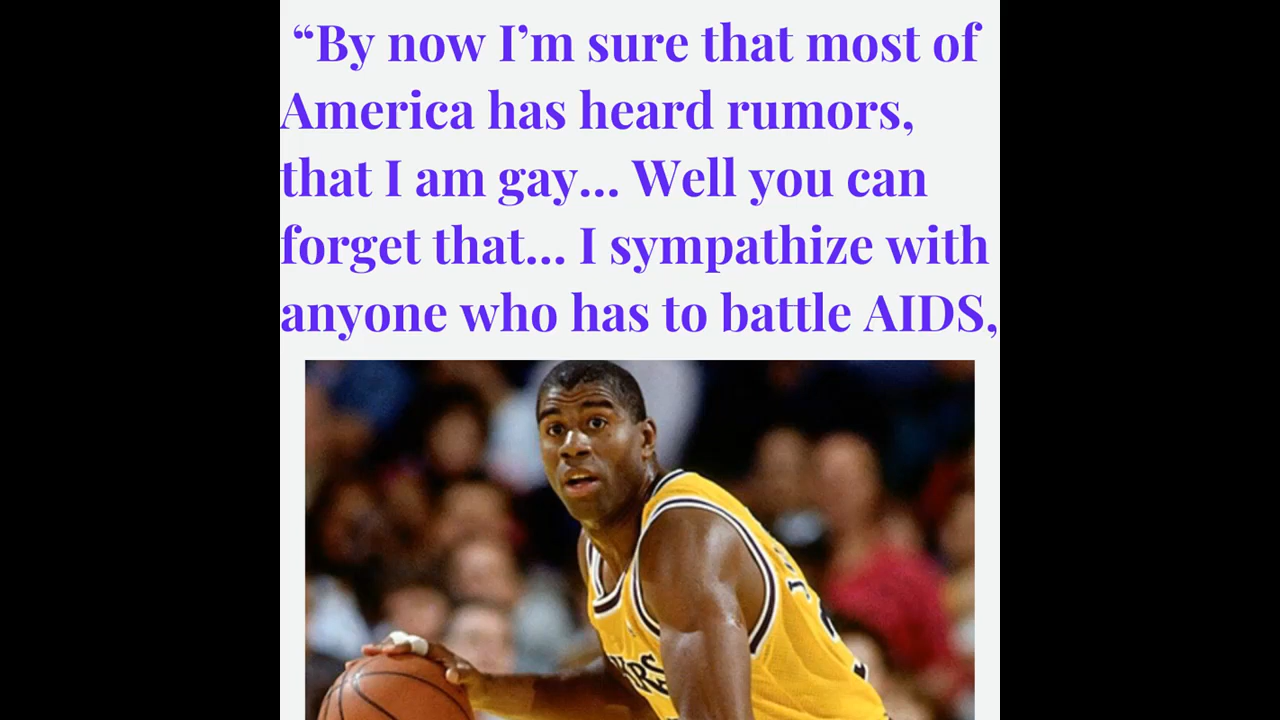 “By now I’m sure that most of
America has heard rumors,
that I am gay... Well you can
forget that... I sympathize with
anyone who has to battle AIDS,